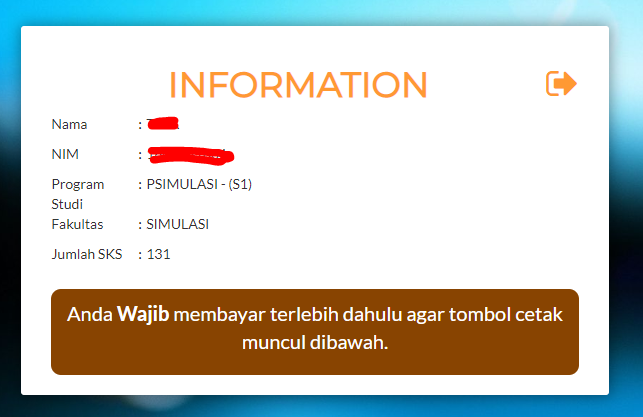 INFORMATION
Nama :
NIM :
Program : PSIMULASI - (S1)
Studi
Fakultas : SIMULASI
Jumlah SKS : 131
Anda Wajib membayar terlebih dahulu agar tombol cetak
muncul dibawah.